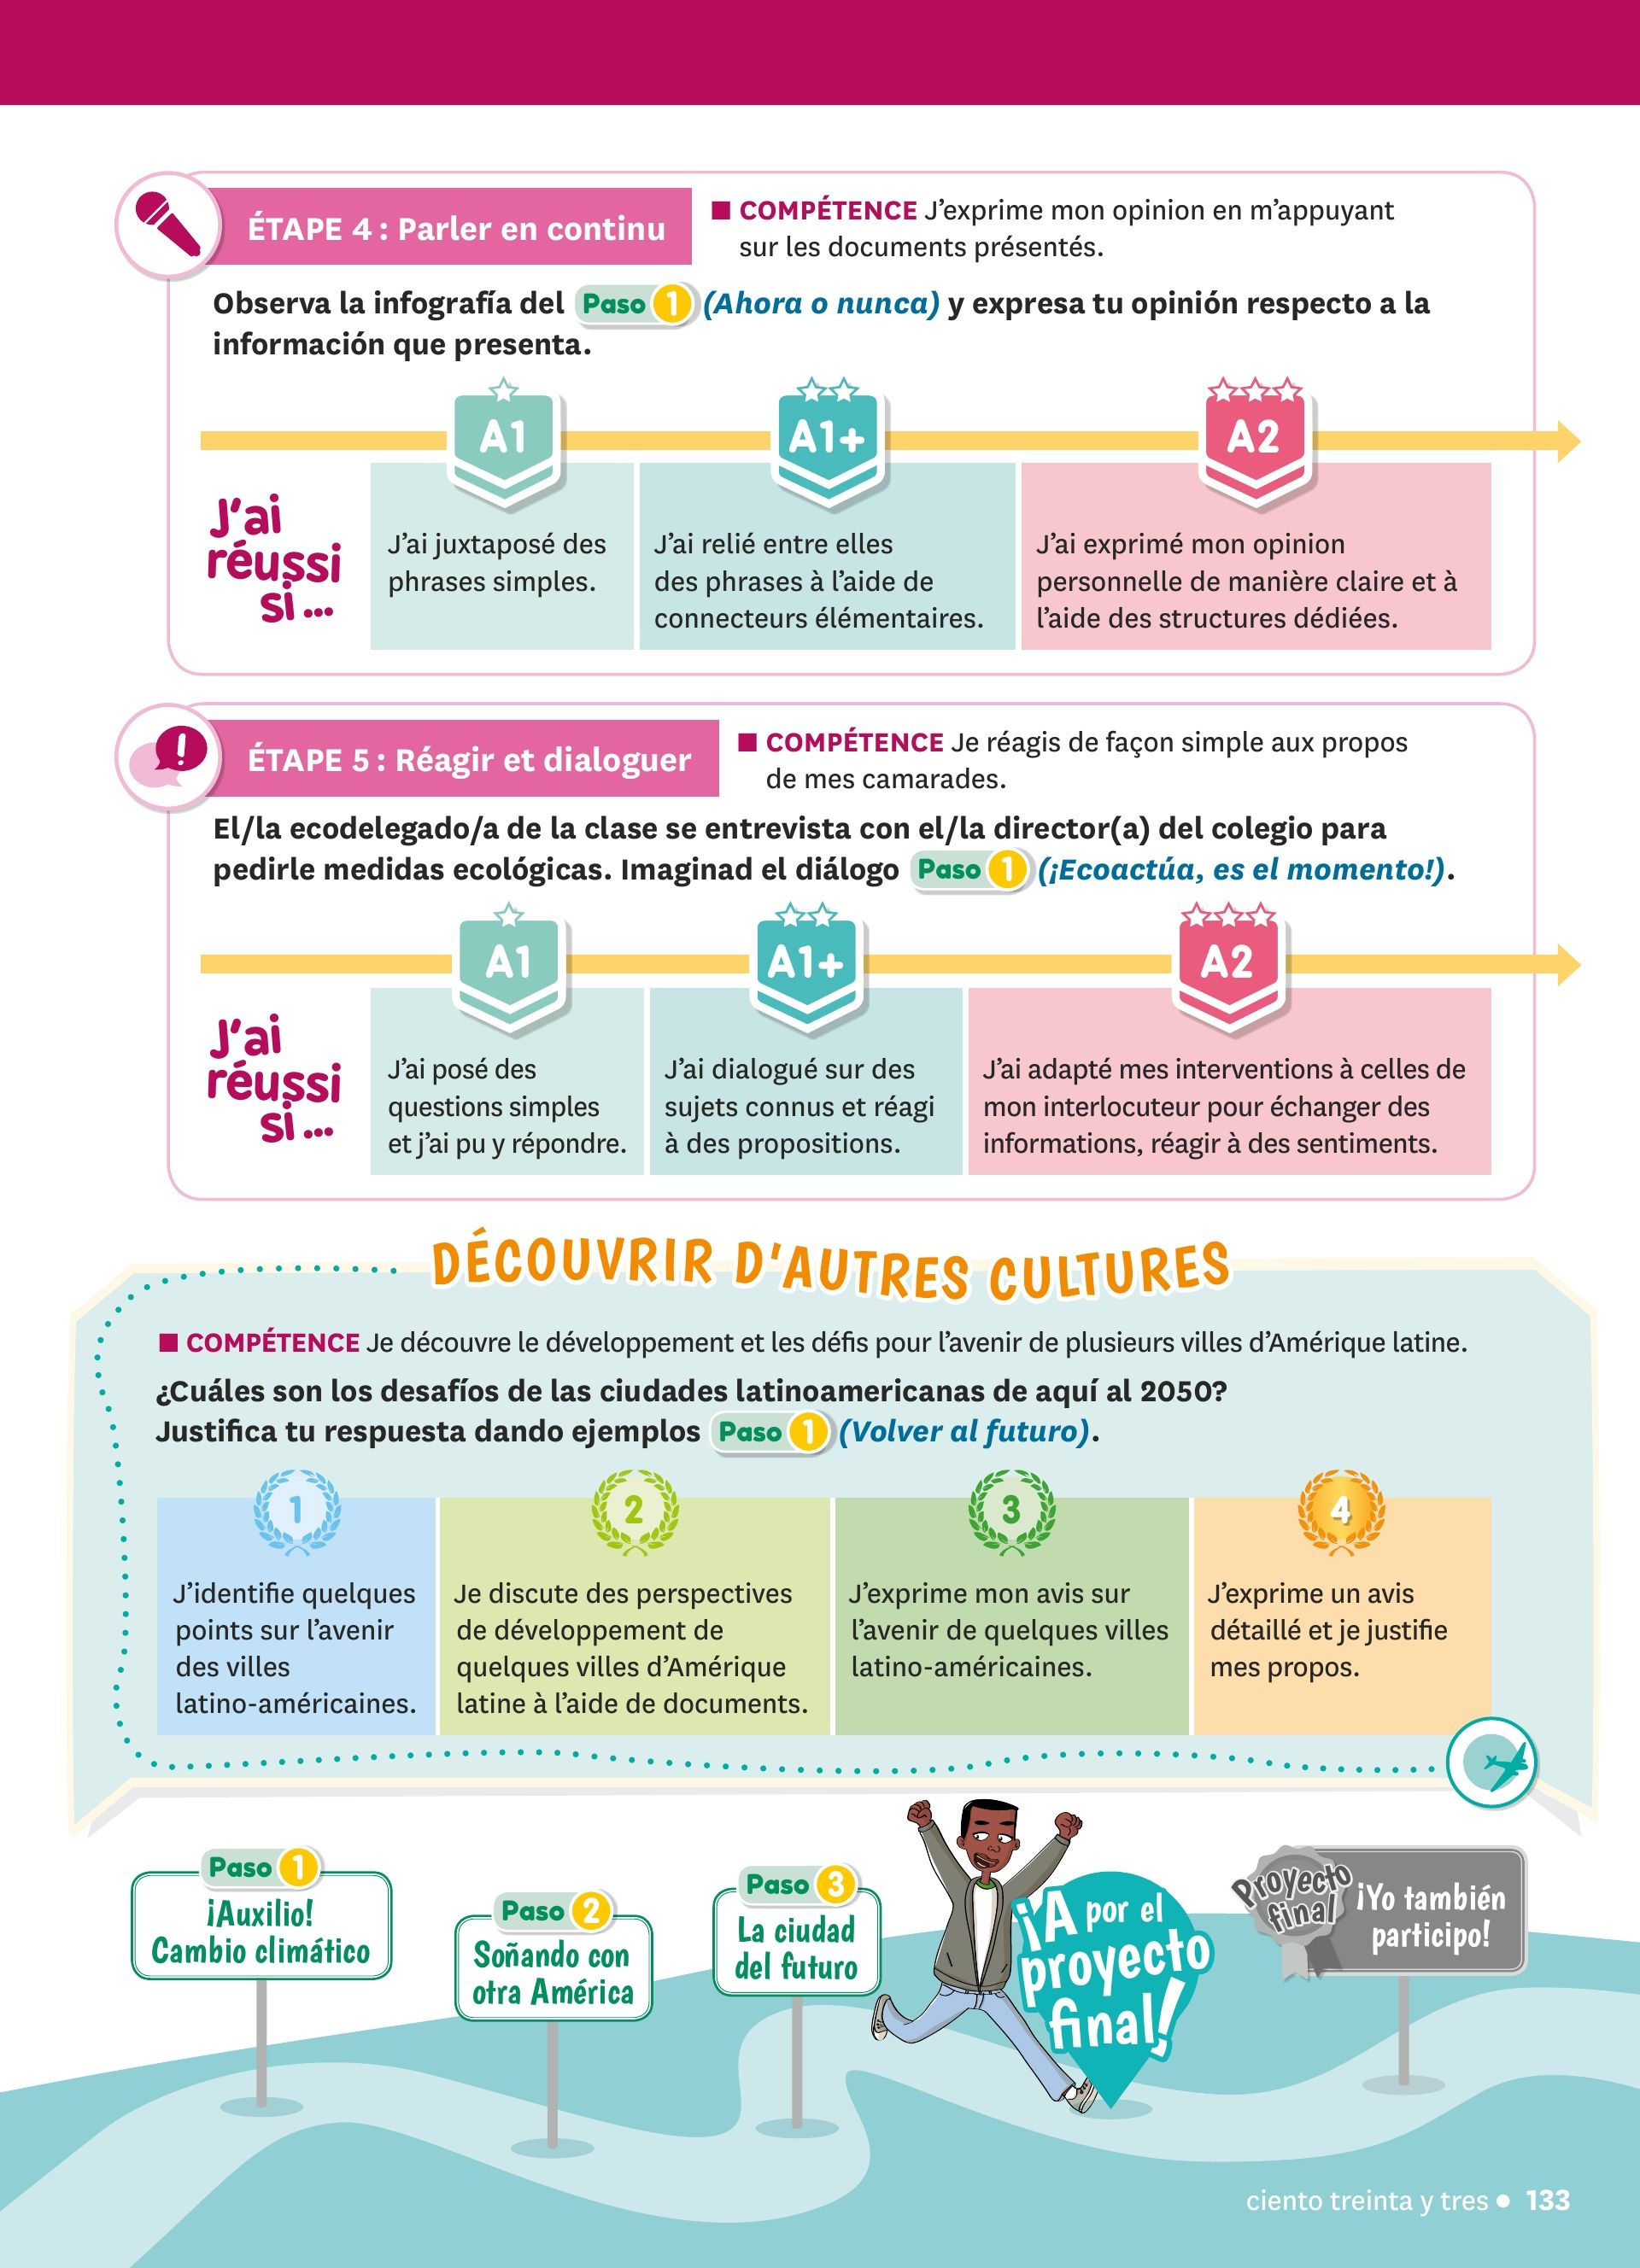 ÉTAPE 4 : Parler en continu
■ COMPÉTENCE J'exprime mon opinion en m'appuyant
sur les documents présentés.
Observa la infografía del Paso 1 (Ahora o nunca) y expresa tu opinión respecto a la
información que presenta.
A1
A1+
A2
J'ai
réussi
si...
J'ai juxtaposé des
phrases simples.
J'ai relié entre elles
des phrases à l'aide de
connecteurs élémentaires.
J'ai exprimé mon opinion
personnelle de manière claire et à
l'aide des structures dédiées.
ÉTAPE 5 : Réagir et dialoguer
■ COMPÉTENCE Je réagis de façon simple aux propos
de mes camarades.
El/la ecodelegado/a de la clase se entrevista con el/la director(a) del colegio para
pedirle medidas ecológicas. Imaginad el diálogo Paso 1 (¡Ecoactúa, es el momento!).
A1
A1+
A2
J'ai
réussi
si...
J'ai posé des
questions simples
et j'ai pu y répondre.
J'ai dialogué sur des
sujets connus et réagi
à des propositions.
J'ai adapté mes interventions à celles de
mon interlocuteur pour échanger des
informations, réagir à des sentiments.
DÉCOUVRIR D'AUTRES CULTURES
■ COMPÉTENCE Je découvre le développement et les défis pour l'avenir de plusieurs villes d'Amérique latine.
¿Cuáles son los desafíos de las ciudades latinoamericanas de aquí al 2050?
Justifica tu respuesta dando ejemplos Paso 1 (Volver al futuro).
1
J'identifie quelques
points sur l'avenir
des villes
latino-américaines.
2
Je discute des perspectives
de développement de
quelques villes d'Amérique
latine à l'aide de documents.
3
J'exprime mon avis sur
l'avenir de quelques villes
latino-américaines.
4
J'exprime un avis
détaillé et je justifie
mes propos.
Paso 1
¡Auxilio!
Cambio climático
Paso 2
Soñando con
otra América
Paso 3
La ciudad
del futuro
¡A por el
proyecto
final!
Proyecto
final
¡Yo también
participo!
ciento treinta y tres ● 133